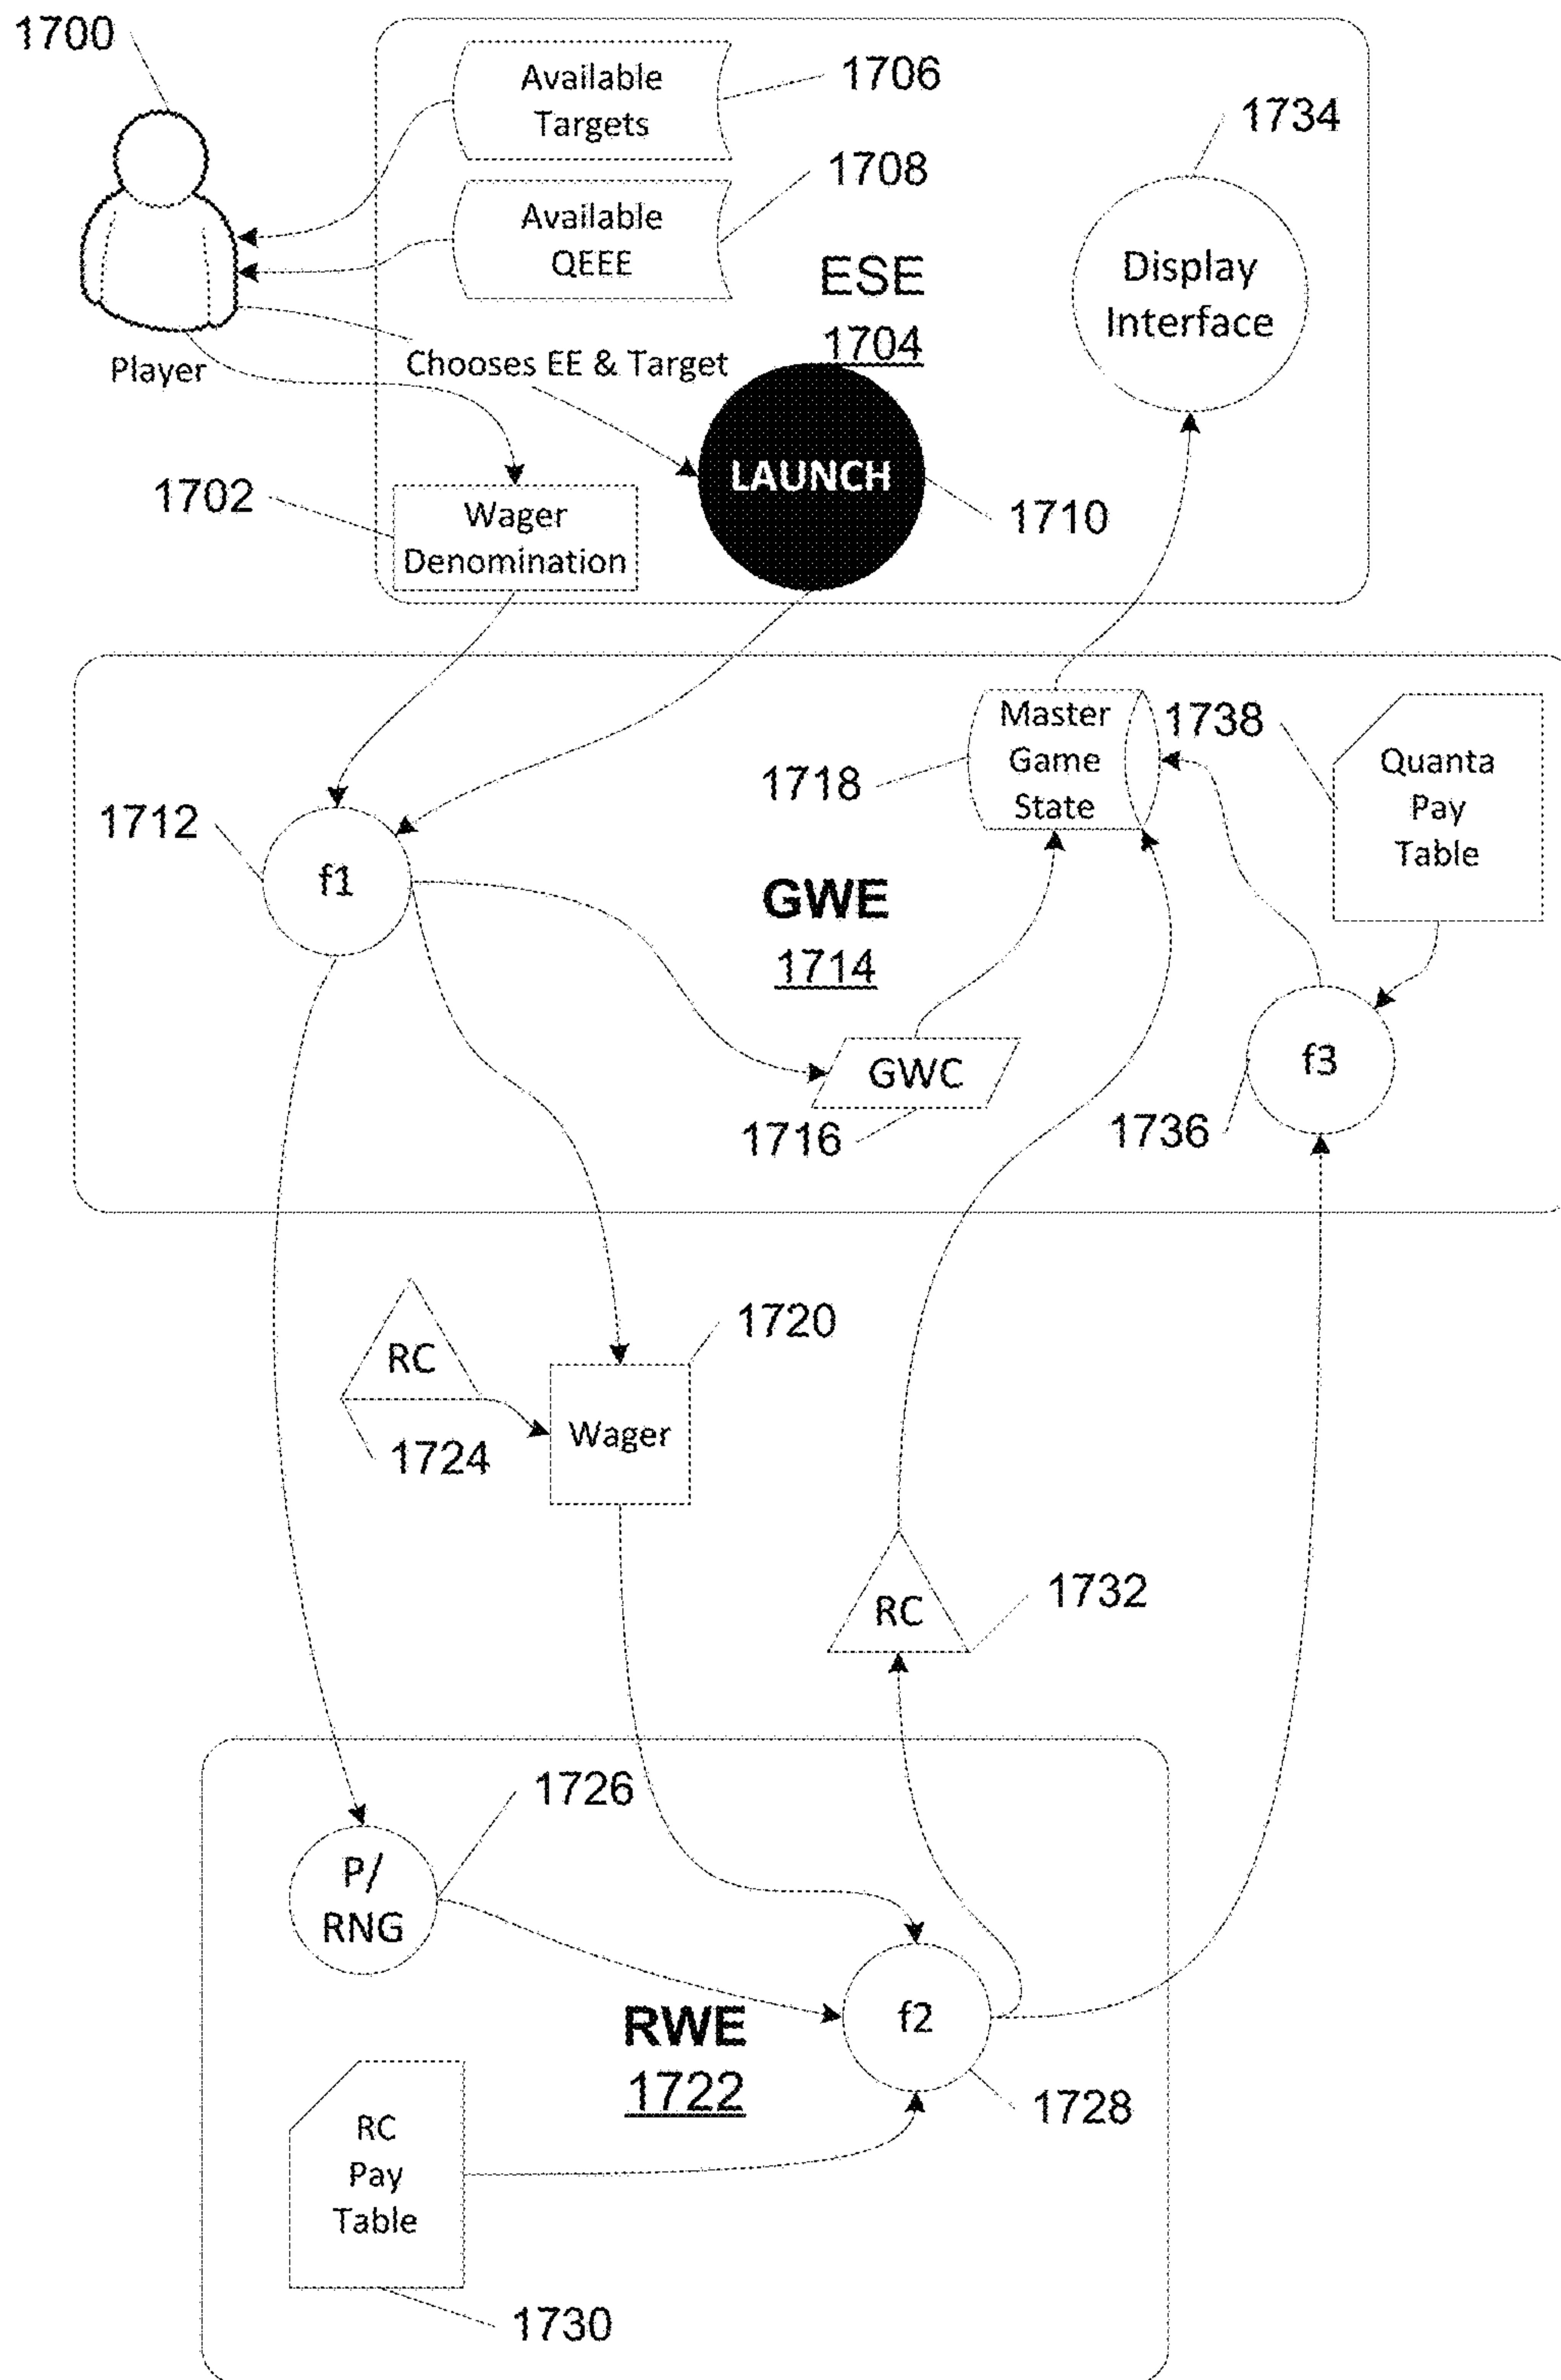 1700
Available
Targets
1706
1734
Available
QEEE
1708
ESE
1704
Display
Interface
Player
Chooses EE & Target
LAUNCH
1702
Wager
Denomination
1710
Master
Game
State
1718
1738
Quanta
Pay
Table
1712
f1
GWE
1714
f3
GWC
1716
1736
1720
RC
1724
Wager
1732
RC
1726
P/
RNG
f2
RWE
1722
1728
RC
Pay
Table
1730